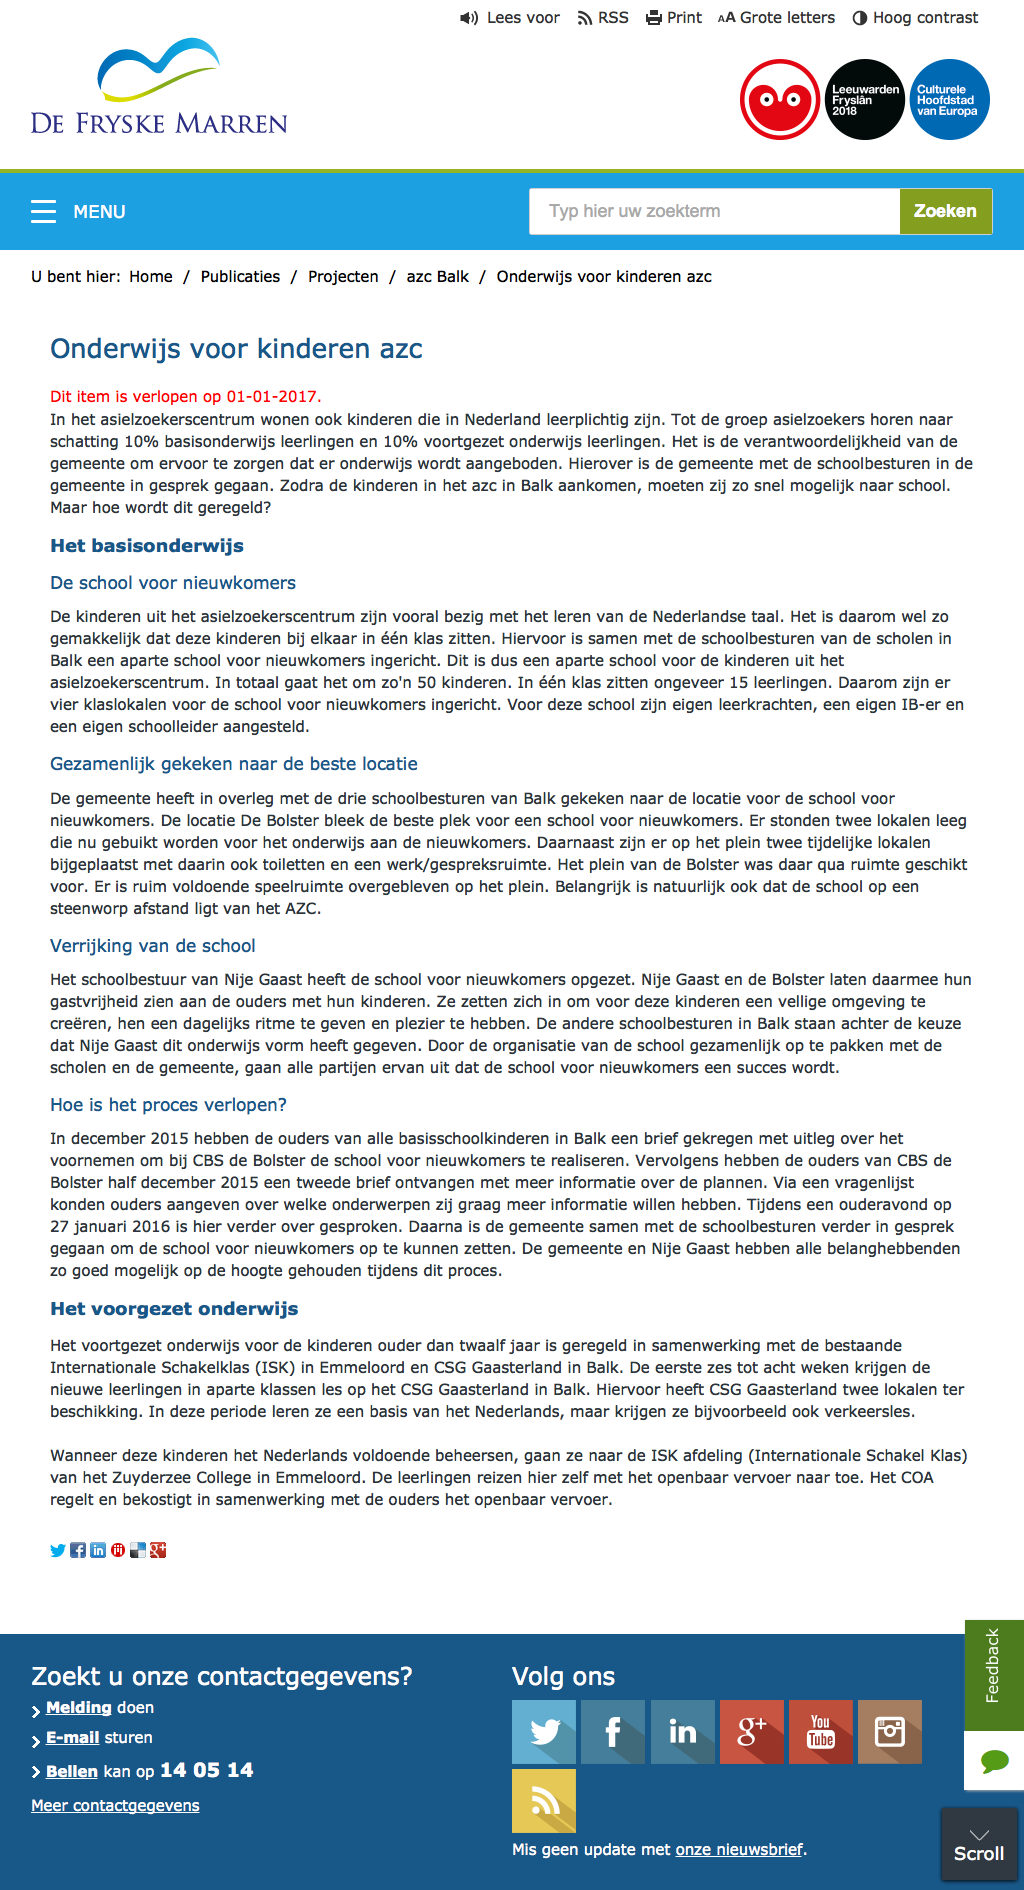 Lees voor RSS Print AA Grote letters Hoog contrast
DE FRYSKE MARREN
Leeuwarden
Fryslân
2018
Culturele
Hoofdstad
van Europa
MENU
Typ hier uw zoekterm
Zoeken
U bent hier: Home / Publicaties / Projecten / azc Balk / Onderwijs voor kinderen azc
Onderwijs voor kinderen azc
Dit item is verlopen op 01-01-2017.
In het asielzoekerscentrum wonen ook kinderen die in Nederland leerplichtig zijn. Tot de groep asielzoekers horen naar
schatting 10% basisonderwijs leerlingen en 10% voortgezet onderwijs leerlingen. Het is de verantwoordelijkheid van de
gemeente om ervoor te zorgen dat er onderwijs wordt aangeboden. Hierover is de gemeente met de schoolbesturen in de
gemeente in gesprek gegaan. Zodra de kinderen in het azc in Balk aankomen, moeten zij zo snel mogelijk naar school.
Maar hoe wordt dit geregeld?
Het basisonderwijs
De school voor nieuwkomers
De kinderen uit het asielzoekerscentrum zijn vooral bezig met het leren van de Nederlandse taal. Het is daarom wel zo
gemakkelijk dat deze kinderen bij elkaar in één klas zitten. Hiervoor is samen met de schoolbesturen van de scholen in
Balk een aparte school voor nieuwkomers ingericht. Dit is dus een aparte school voor de kinderen uit het
asielzoekerscentrum. In totaal gaat het om zo'n 50 kinderen. In één klas zitten ongeveer 15 leerlingen. Daarom zijn er
vier klaslokalen voor de school voor nieuwkomers ingericht. Voor deze school zijn eigen leerkrachten, een eigen IB-er en
een eigen schoolleider aangesteld.
Gezamenlijk gekeken naar de beste locatie
De gemeente heeft in overleg met de drie schoolbesturen van Balk gekeken naar de locatie voor de school voor
nieuwkomers. De locatie De Bolster bleek de beste plek voor een school voor nieuwkomers. Er stonden twee lokalen leeg
die nu gebuikt worden voor het onderwijs aan de nieuwkomers. Daarnaast zijn er op het plein twee tijdelijke lokalen
bijgeplaatst met daarin ook toiletten en een werk/gespreksruimte. Het plein van de Bolster was daar qua ruimte geschikt
voor. Er is ruim voldoende speelruimte overgebleven op het plein. Belangrijk is natuurlijk ook dat de school op een
steenworp afstand ligt van het AZC.
Verrijking van de school
Het schoolbestuur van Nije Gaast heeft de school voor nieuwkomers opgezet. Nije Gaast en de Bolster laten daarmee hun
gastvrijheid zien aan de ouders met hun kinderen. Ze zetten zich in om voor deze kinderen een vellige omgeving te
creëren, hen een dagelijks ritme te geven en plezier te hebben. De andere schoolbesturen in Balk staan achter de keuze
dat Nije Gaast dit onderwijs vorm heeft gegeven. Door de organisatie van de school gezamenlijk op te pakken met de
scholen en de gemeente, gaan alle partijen ervan uit dat de school voor nieuwkomers een succes wordt.
Hoe is het proces verlopen?
In december 2015 hebben de ouders van alle basisschoolkinderen in Balk een brief gekregen met uitleg over het
voornemen om bij CBS de Bolster de school voor nieuwkomers te realiseren. Vervolgens hebben de ouders van CBS de
Bolster half december 2015 een tweede brief ontvangen met meer informatie over de plannen. Via een vragenlijst
konden ouders aangeven over welke onderwerpen zij graag meer informatie willen hebben. Tijdens een ouderavond op
27 januari 2016 is hier verder over gesproken. Daarna is de gemeente samen met de schoolbesturen verder in gesprek
gegaan om de school voor nieuwkomers op te kunnen zetten. De gemeente en Nije Gaast hebben alle belanghebbenden
zo goed mogelijk op de hoogte gehouden tijdens dit proces.
Het voorgezet onderwijs
Het voortgezet onderwijs voor de kinderen ouder dan twaalf jaar is geregeld in samenwerking met de bestaande
Internationale Schakelklas (ISK) in Emmeloord en CSG Gaasterland in Balk. De eerste zes tot acht weken krijgen de
nieuwe leerlingen in aparte klassen les op het CSG Gaasterland in Balk. Hiervoor heeft CSG Gaasterland twee lokalen ter
beschikking. In deze periode leren ze een basis van het Nederlands, maar krijgen ze bijvoorbeeld ook verkeersles.
Wanneer deze kinderen het Nederlands voldoende beheersen, gaan ze naar de ISK afdeling (Internationale Schakel Klas)
van het Zuyderzee College in Emmeloord. De leerlingen reizen hier zelf met het openbaar vervoer naar toe. Het COA
regelt en bekostigt in samenwerking met de ouders het openbaar vervoer.
Feedback
Zoekt u onze contactgegevens?
Melding doen
E-mail sturen
Bellen kan op 14 05 14
Meer contactgegevens
Volg ons
You
Tube
Mis geen update met onze nieuwsbrief.
Scroll